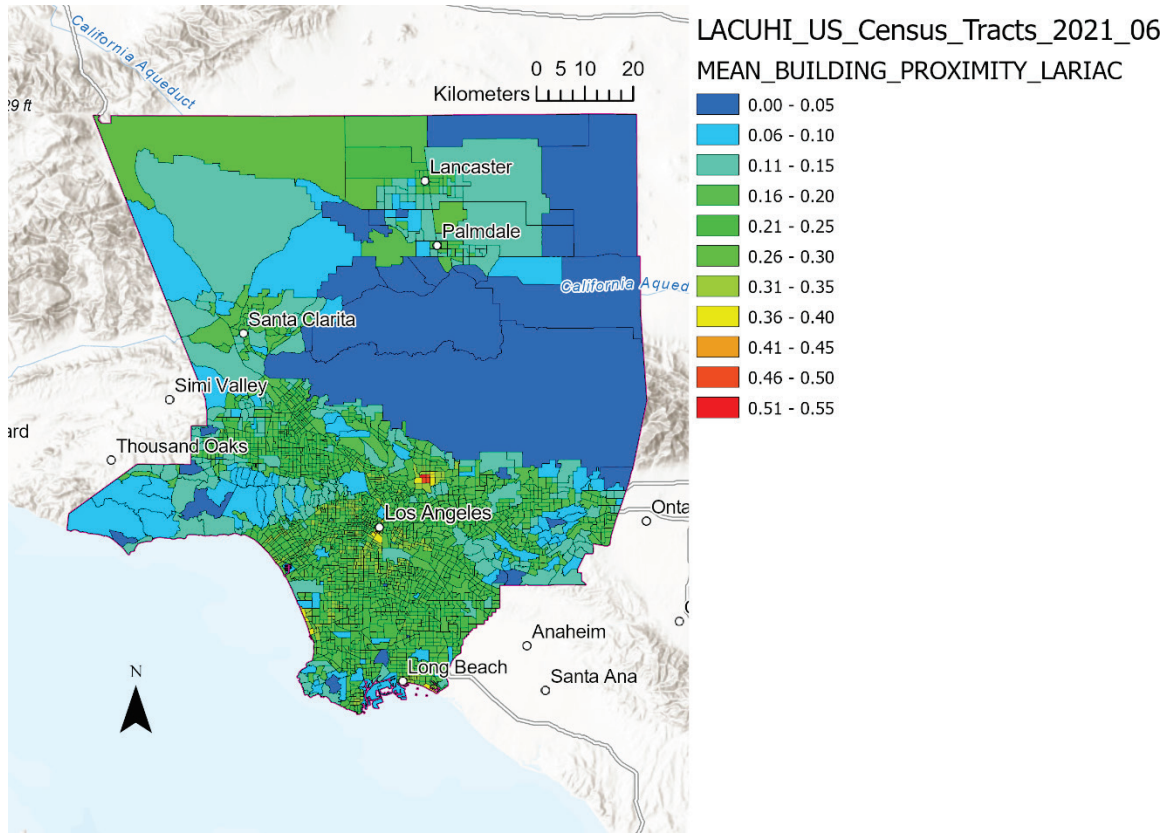 LACUHI_US_Census_Tracts_2021_06
MEAN_BUILDING_PROXIMITY_LARIAC
0.00 - 0.05
0.06 - 0.10
0.11 - 0.15
0.16 - 0.20
0.21 - 0.25
0.26 - 0.30
0.31 - 0.35
0.36 - 0.40
0.41 - 0.45
0.46 - 0.50
0.51 - 0.55
California Aqueduct
0 5 10 20
Kilometers
29 ft
Lancaster
Palmdale
California Aqued
Santa Clarita
Simi Valley
ard
Thousand Oaks
Los Angeles
Onta
Anaheim
Long Beach
Santa Ana
N